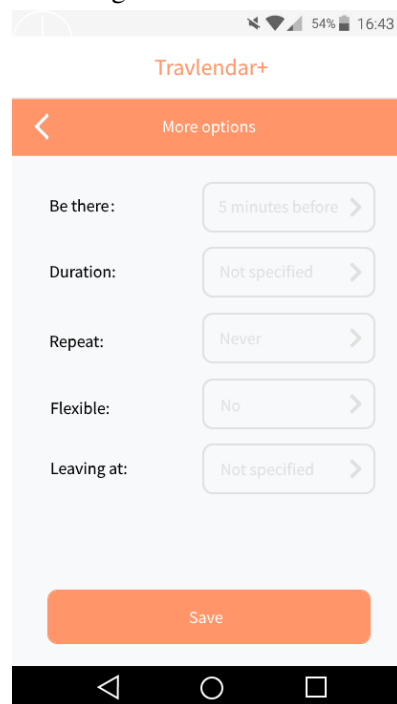 54% 16:43
Travlendar+
More options
Be there: 5 minutes before
Duration: Not specified
Repeat: Never
Flexible: No
Leaving at: Not specified
Save